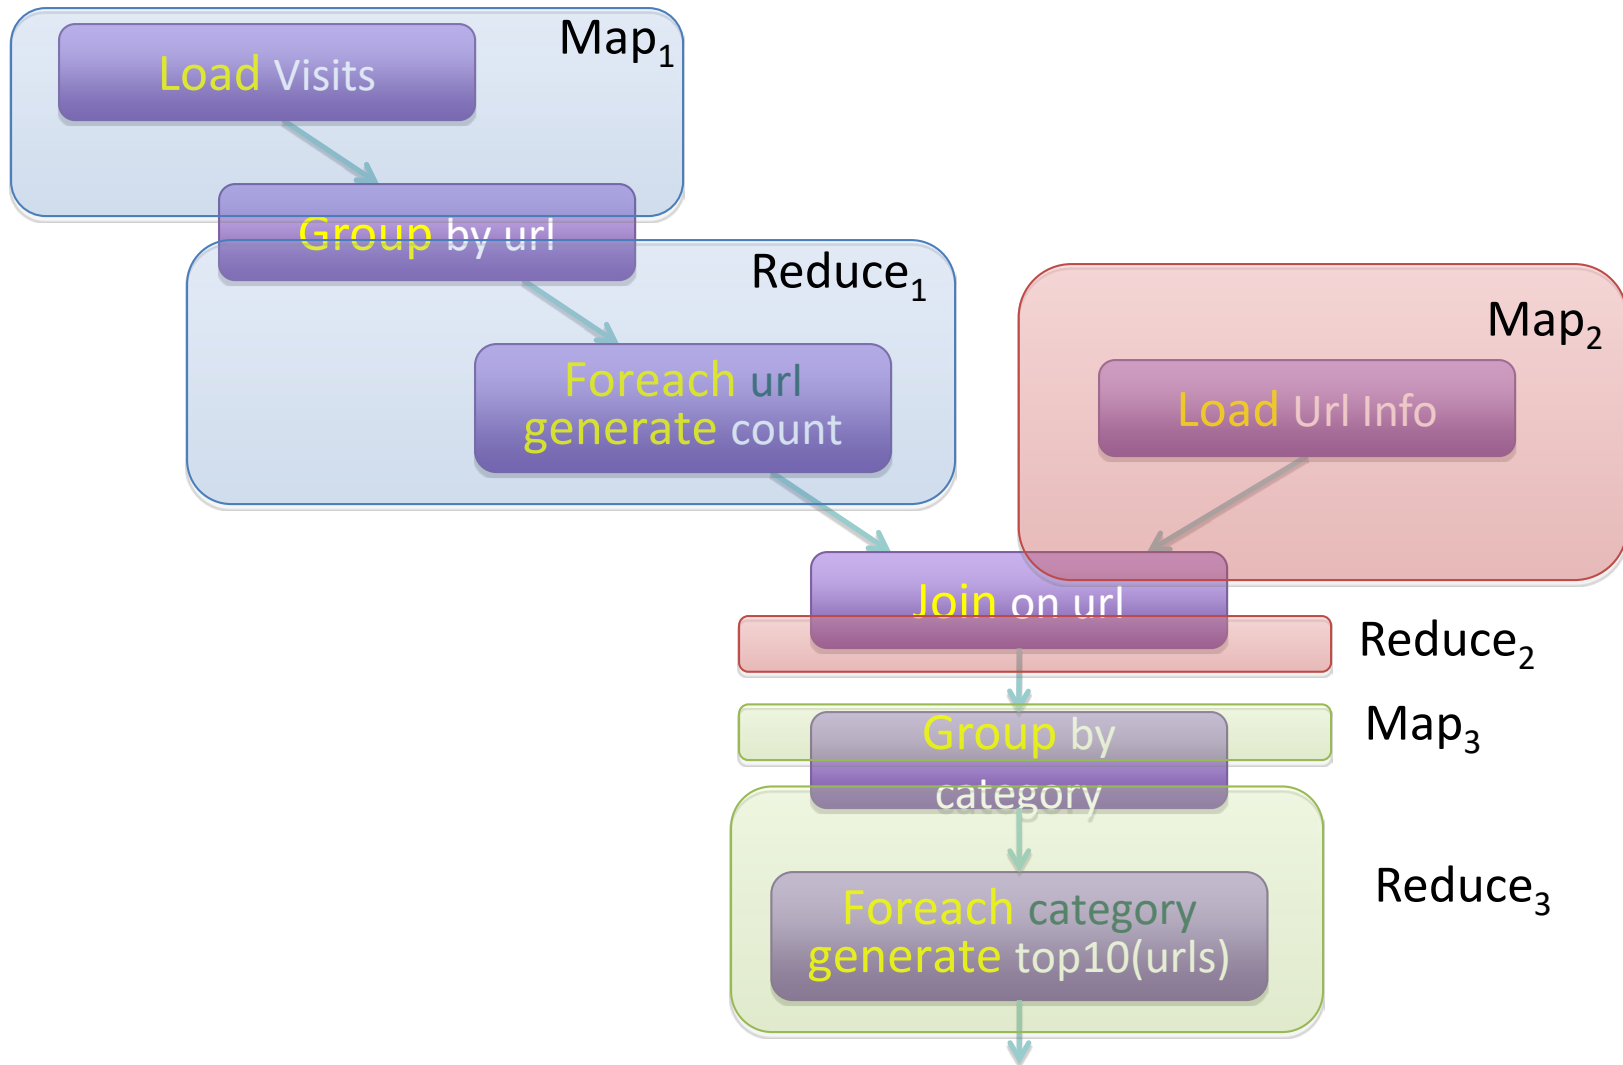 Map1
Load Visits
Group by url
Reduce1
Foreach url
generate count
Map2
Load Url Info
Join on url
Reduce2
Map3
Group by
category
Reduce3
Foreach category
generate top10(urls)